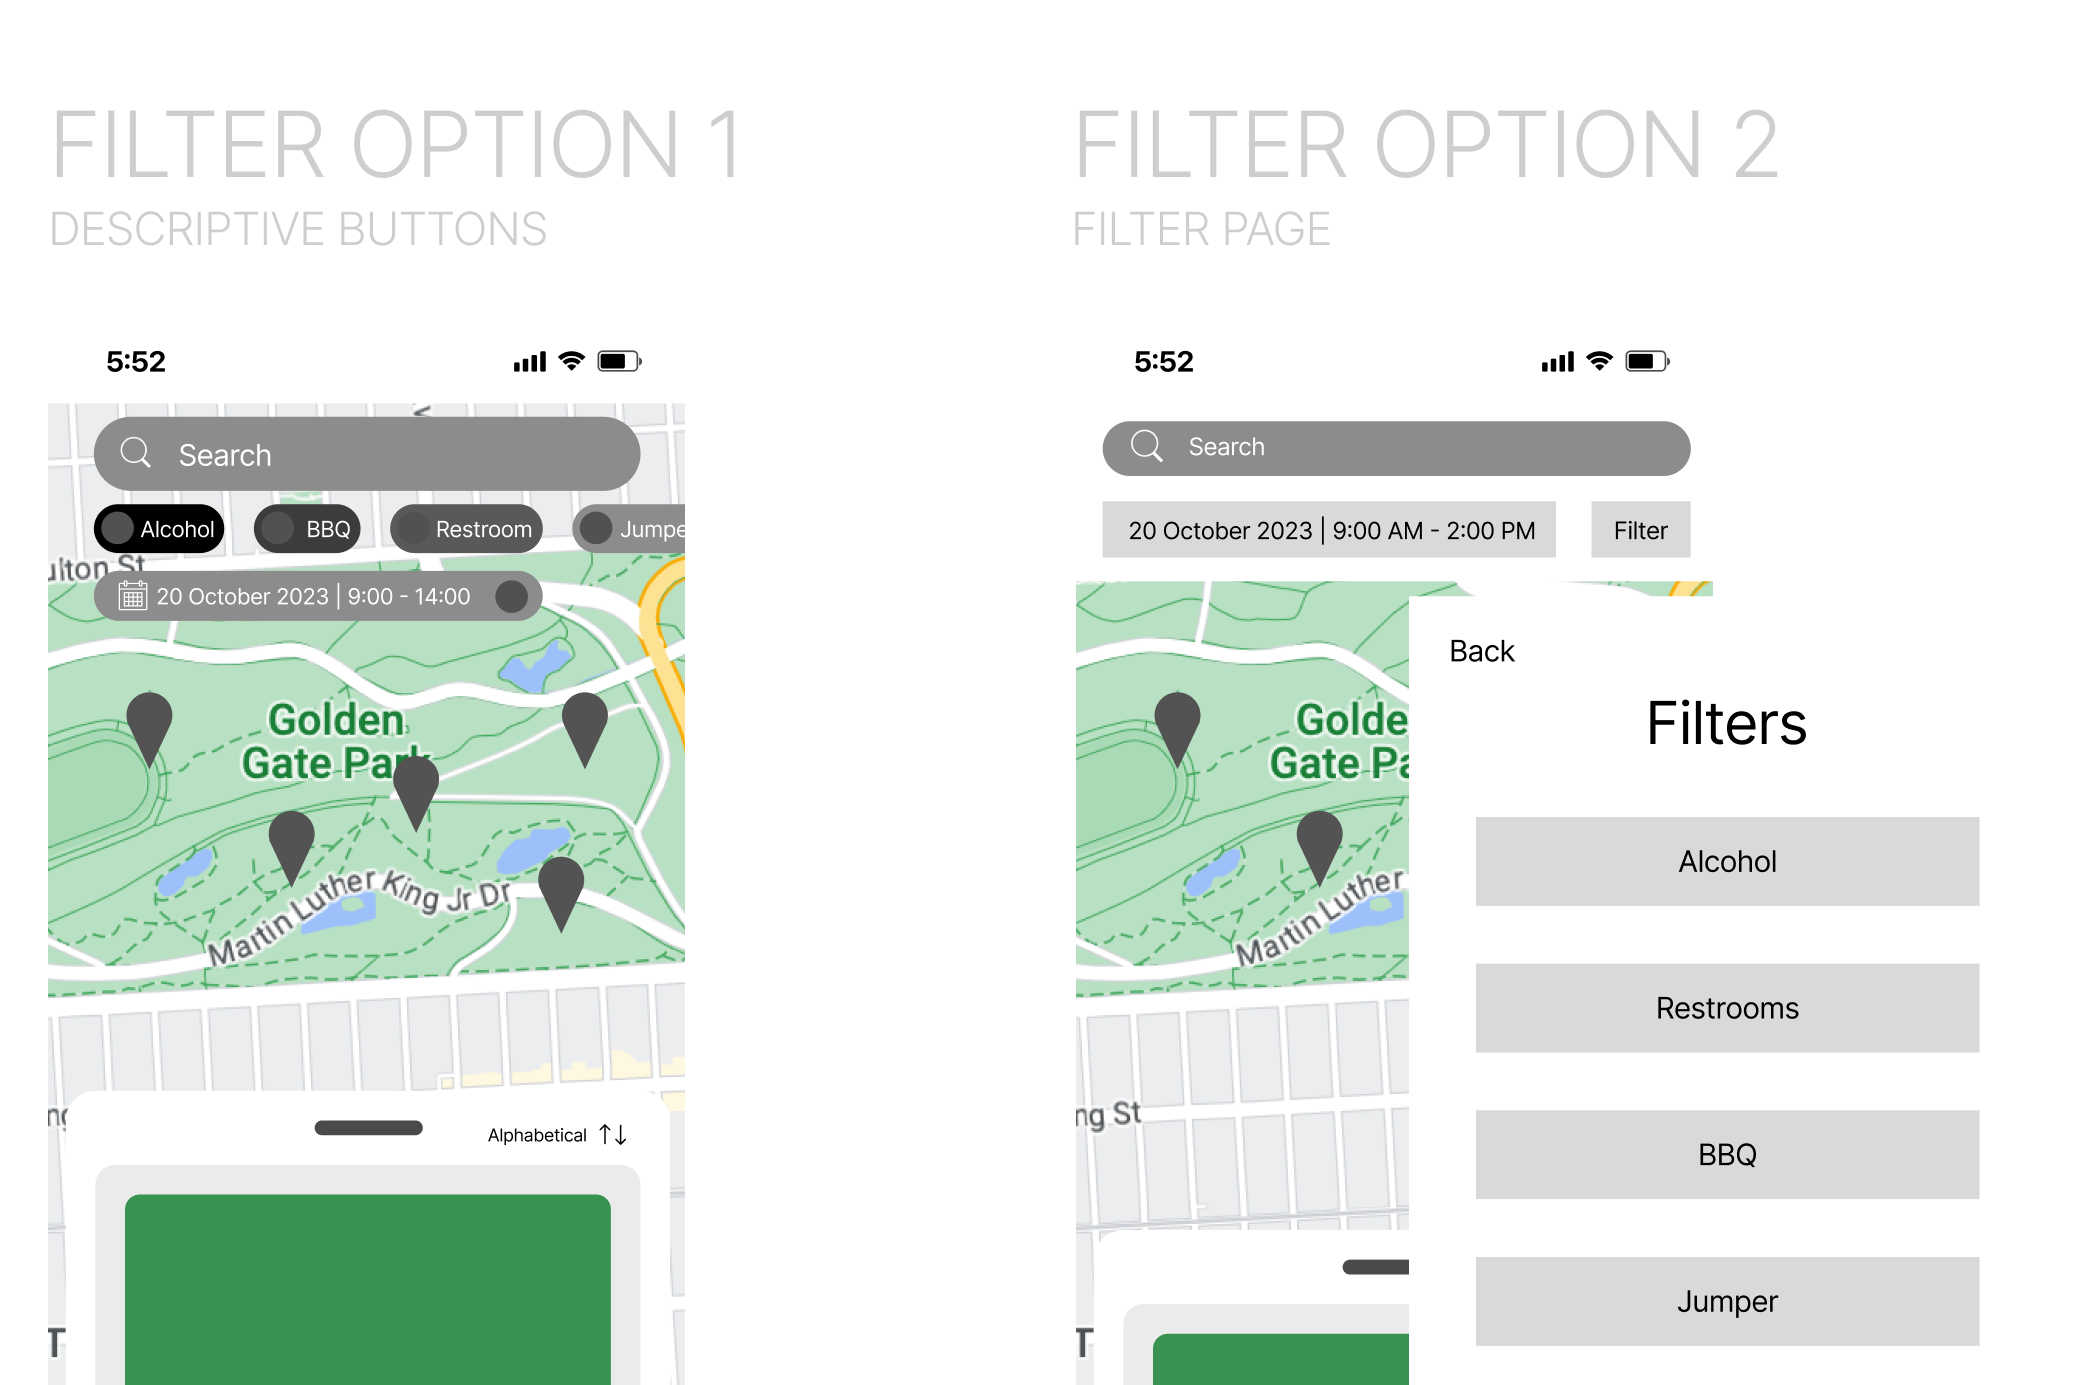 FILTER OPTION 1
DESCRIPTIVE BUTTONS
5:52
Search
Alcohol
BBQ
Restroom
Jumpe
ulton St
20 October 2023 | 9:00 - 14:00
Golden
Gate Park
Martin Luther King Jr Dr
Alphabetical
T
FILTER OPTION 2
FILTER PAGE
5:52
Search
20 October 2023 | 9:00 AM - 2:00 PM
Filter
Golde
Gate Pa
Martin Luther
ng St
T
Back
Filters
Alcohol
Restrooms
BBQ
Jumper